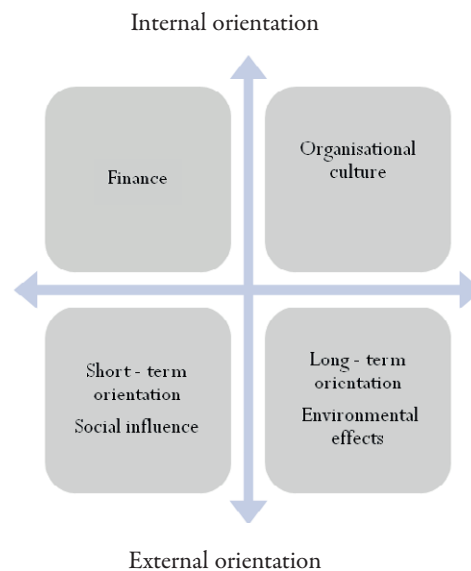 Internal orientation
Finance
Organisational
culture
Short - term
orientation
Social influence
Long - term
orientation
Environmental
effects
External orientation